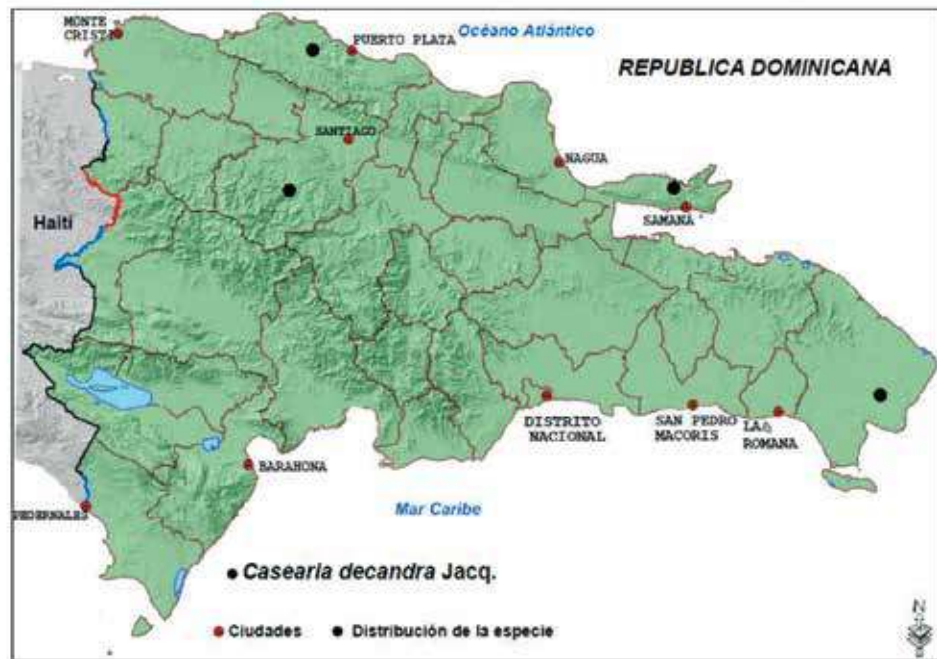 MONTE
CRISTI
PUERTO PLATA
Océano Atlántico
REPUBLICA DOMINICANA
SANTIAGO
NAGUA
Haití
SAMANA
DISTRITO
NACIONAL
SAN PEDRO
MACORIS
LA
ROMANA
BARAHONA
PEDERNALES
Mar Caribe
Casearia decandra Jacq.
Ciudades
Distribución de la especie
N